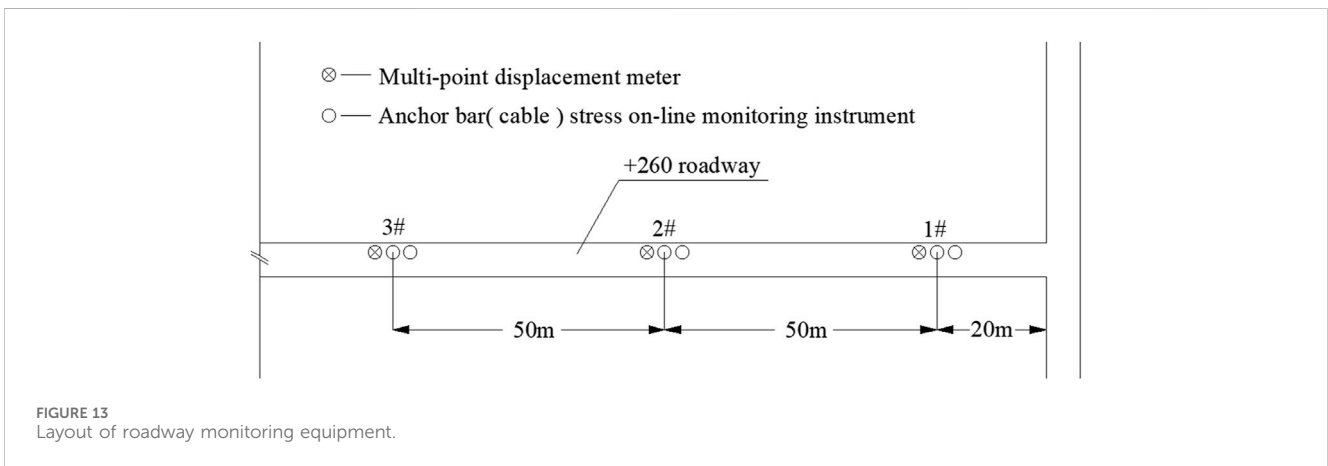 Multi-point displacement meter
Anchor bar( cable ) stress on-line monitoring instrument
+260 roadway
3#
2#
1#
50m
50m
20m
FIGURE 13
Layout of roadway monitoring equipment.